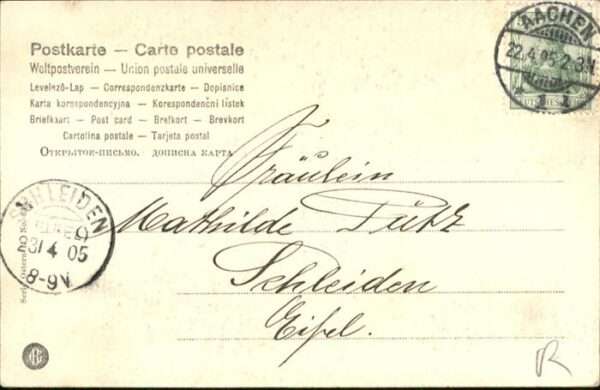 Postkarte — Carte postale
Weltpostverein — Union postale universelle
Levelező-Lap — Correspondenzkarte — Dopisnice
Karta korespondencyjna — Korespondenční lístek
Briefkaart — Post card — Brefkort — Brevkort
Cartolina postale — Tarjeta postal
Открытое-письмо. дописна карта
AACHEN
22.4.05.2-3N
Fräulein
Mathilde Pütz
Schleiden
Eifel.
SCHLEIDEN
(EIFEL)
4 05
8-9V
R